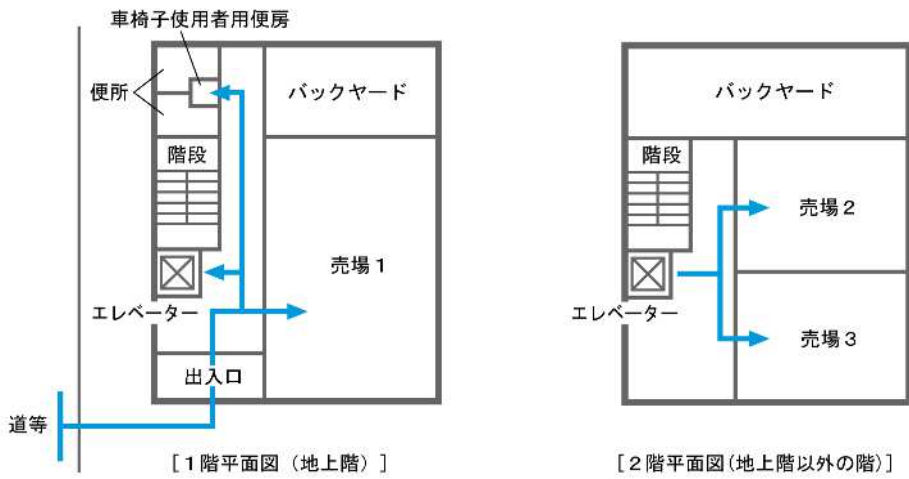 車椅子使用者用便房
便所
バックヤード
階段
売場1
エレベーター
出入口
道等
［1階平面図（地上階）］
バックヤード
階段
売場2
エレベーター
売場3
［2階平面図(地上階以外の階)］